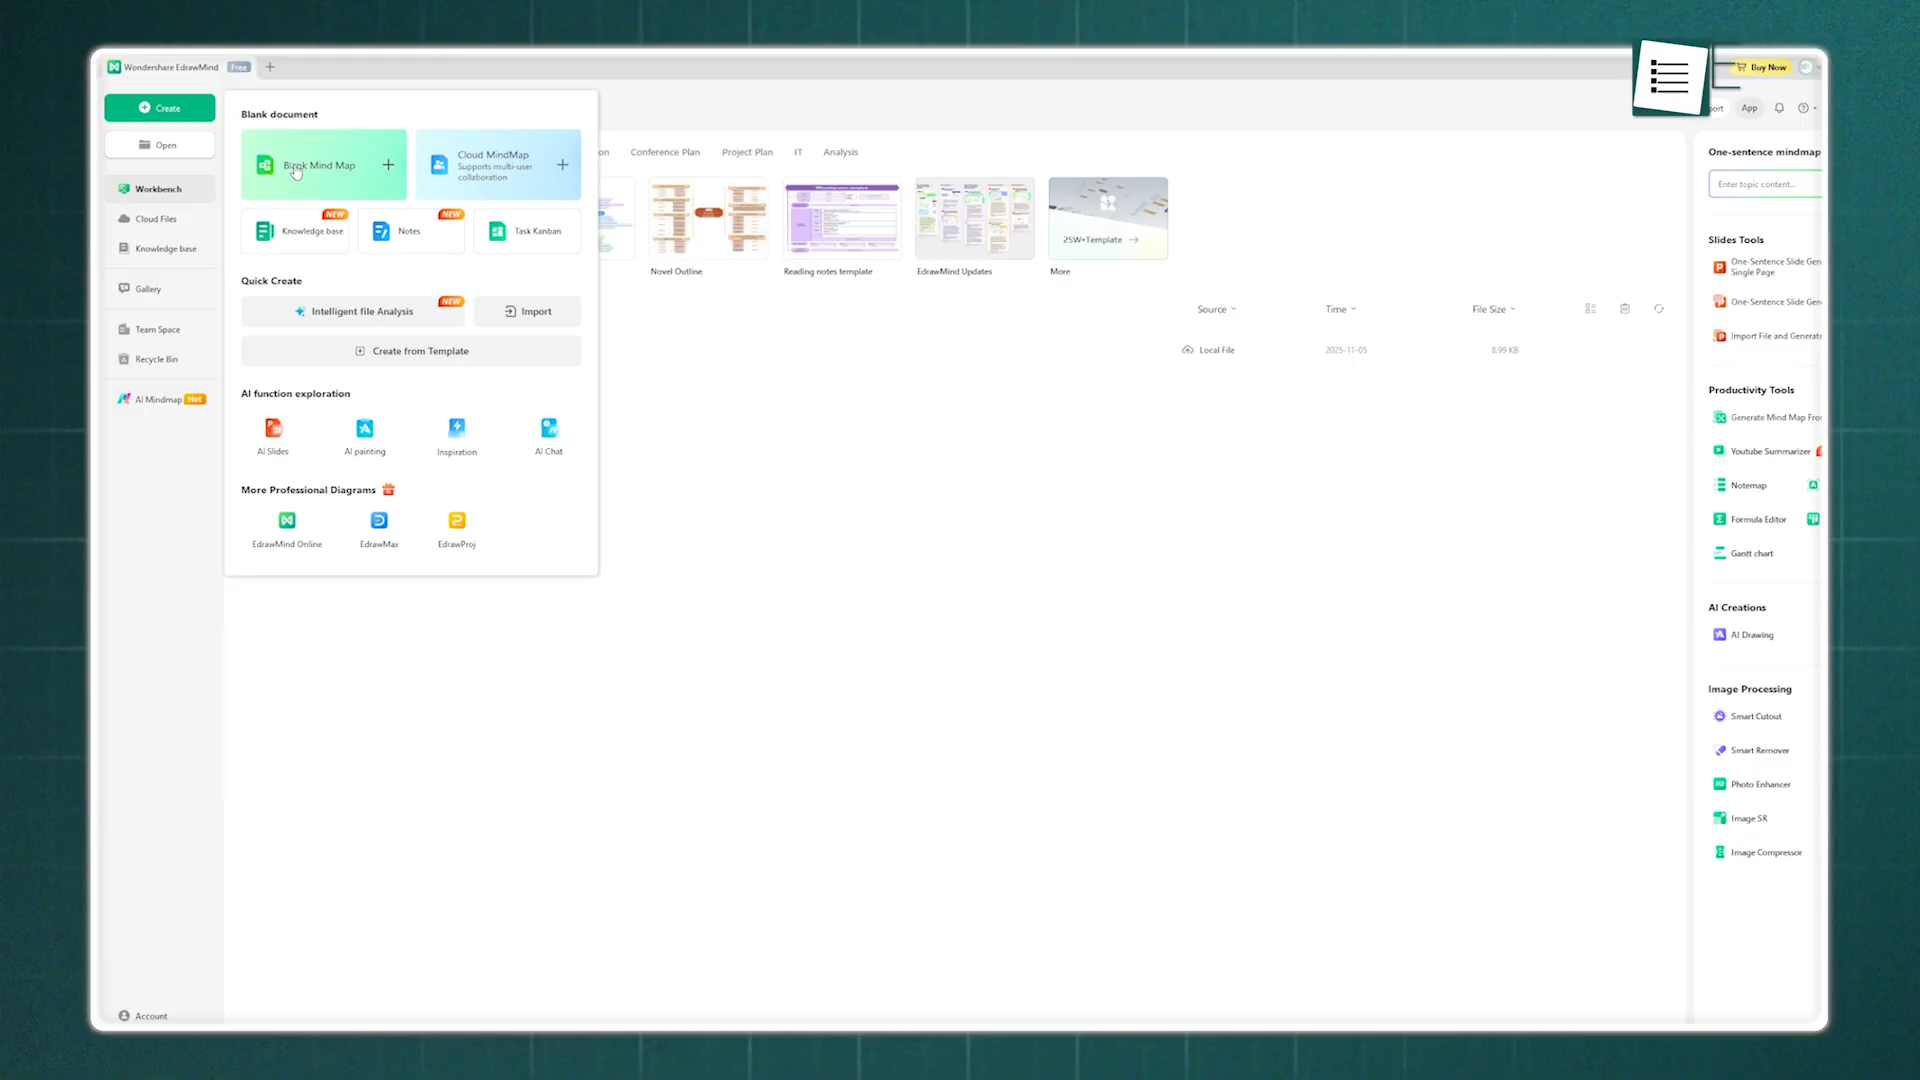 Wondershare EdrawMind Free
Buy Now
Create
Open
Workbench
Cloud Files
Knowledge base
Gallery
Team Space
Recycle Bin
AI Mindmap Hot
Account
Blank document
Blank Mind Map
Cloud MindMap
Supports multi-user
collaboration
NEW
Knowledge base
NEW
Notes
Task Kanban
Quick Create
NEW
Intelligent file Analysis
Import
Create from Template
AI function exploration
AI Slides
AI painting
Inspiration
AI Chat
More Professional Diagrams
EdrawMind Online
EdrawMax
EdrawProj
on
Conference Plan
Project Plan
IT
Analysis
25W+Template
Novel Outline
Reading notes template
EdrawMind Updates
More
Source
Time
File Size
Local File
2025-11-05
8.99 KB
port
App
One-sentence mindmap
Enter topic content...
Slides Tools
One-Sentence Slide Gen
Single Page
One-Sentence Slide Gen
Import File and Generate
Productivity Tools
Generate Mind Map Fro
Youtube Summarizer
Notemap
Formula Editor
Gantt chart
AI Creations
AI Drawing
Image Processing
Smart Cutout
Smart Remover
Photo Enhancer
Image SR
Image Compressor